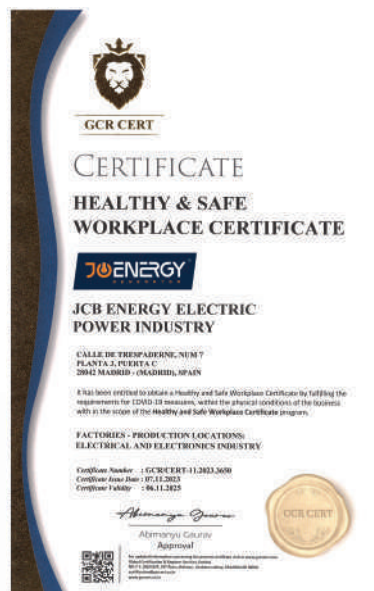 GCR CERT
CERTIFICATE
HEALTHY & SAFE
WORKPLACE CERTIFICATE
JOENERGY
GENERATOR
JCB ENERGY ELECTRIC
POWER INDUSTRY
CALLE DE TRESPADERNE, NUM 7
PLANTA 2, PUERTA C
28042 MADRID - (MADRID), SPAIN
It has been entitled to obtain a Healthy and Safe Workplace Certificate by fulfilling the
requirements for COVID-19 measures, within the physical conditions of the business
with in the scope of the Healthy and Safe Workplace Certificate program.
FACTORIES - PRODUCTION LOCATIONS:
ELECTRICAL AND ELECTRONICS INDUSTRY
Certificate Number : GCR/CERT-11.2023.3650
Certificate Issue Date : 07.11.2023
Certificate Validity : 06.11.2025
Abimanyu Gaurav
Approval
GCR CERT